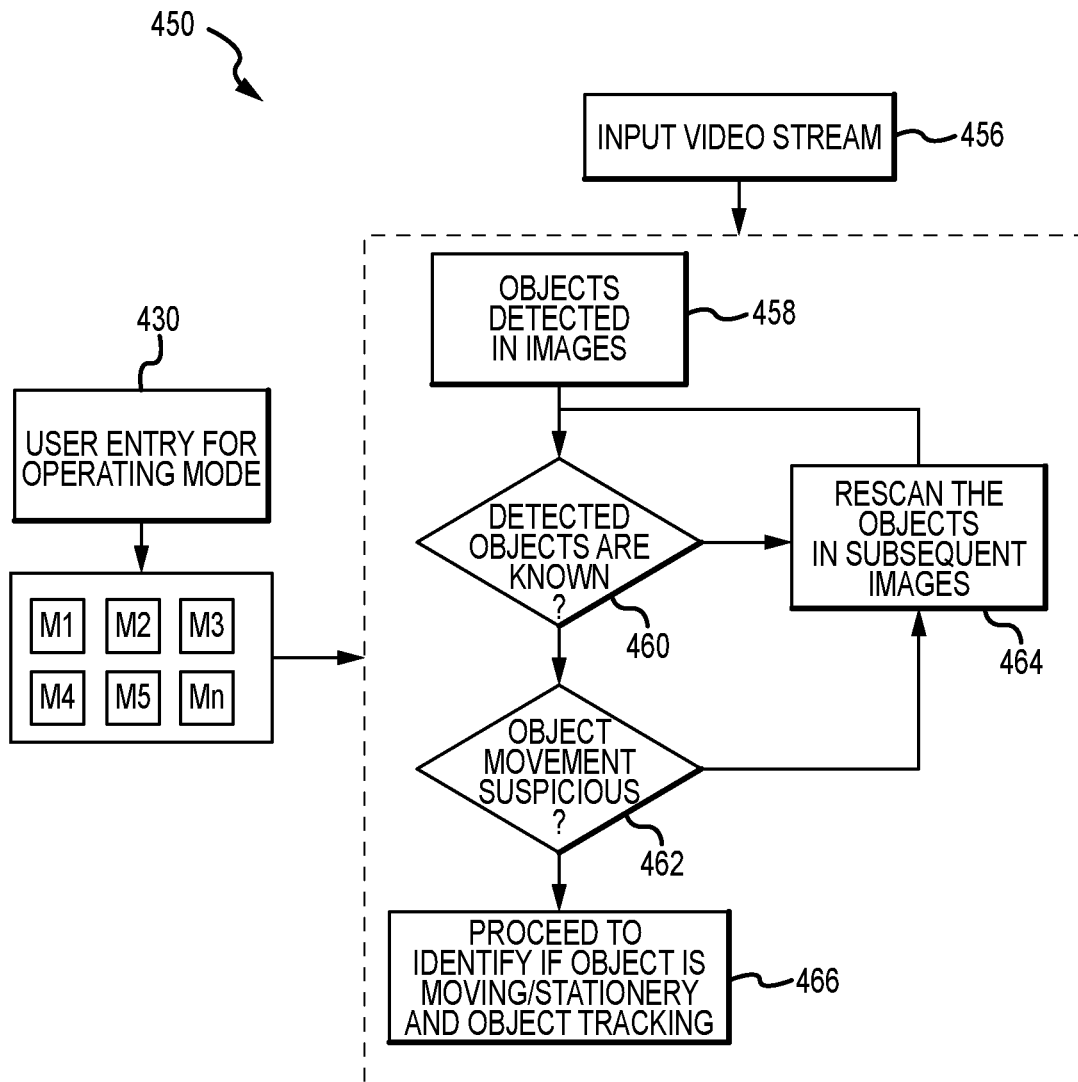 450
INPUT VIDEO STREAM
456
OBJECTS
DETECTED
IN IMAGES
458
430
USER ENTRY FOR
OPERATING MODE
M1 M2 M3
M4 M5 Mn
DETECTED
OBJECTS ARE
KNOWN
?
460
RESCAN THE
OBJECTS
IN SUBSEQUENT
IMAGES
464
OBJECT
MOVEMENT
SUSPICIOUS
?
462
PROCEED TO
IDENTIFY IF OBJECT IS
MOVING/STATIONERY
AND OBJECT TRACKING
466